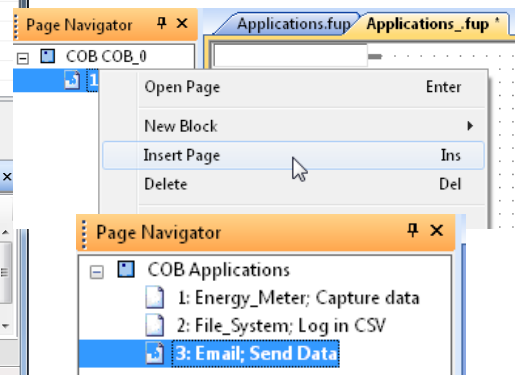 Page Navigator
Applications.fup
Applications_.fup *
COB COB_0
1
Open Page Enter
New Block
Insert Page Ins
Delete Del
Page Navigator
COB Applications
1: Energy_Meter; Capture data
2: File_System; Log in CSV
3: Email; Send Data